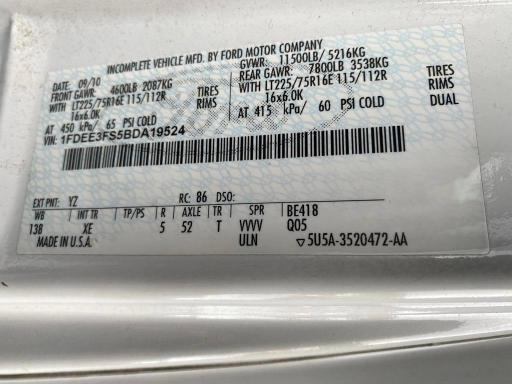 INCOMPLETE VEHICLE MFD. BY FORD MOTOR COMPANY
DATE: 09/10 GVWR: 11500LB/ 5216KG
FRONT GAWR: 4600LB 2087KG REAR GAWR: 7800LB 3538KG
WITH LT225/75R16E 115/112R TIRES WITH LT225/75R16E 115/112R TIRES
16x6.0K RIMS 16x6.0K RIMS
AT 450 kPa/ 65 PSI COLD AT 415 kPa/ 60 PSI COLD
VIN: 1FDEE3FS5BDA19524
EXT PNT: YZ RC: 86 DSO:
WB INT TR TP/PS R AXLE TR SPR BE418
138 XE 5 52 T VVVV Q05
MADE IN U.S.A. ULN ▽5U5A-3520472-AA